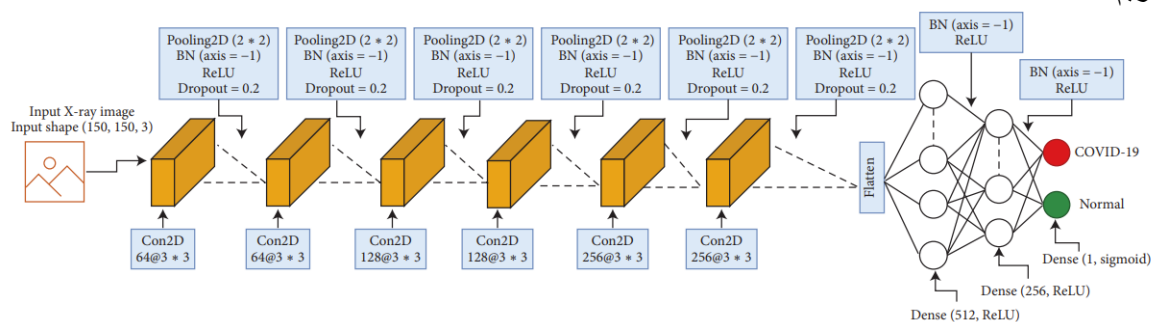 Pooling2D (2 * 2)
BN (axis = −1)
ReLU
Dropout = 0.2
Pooling2D (2 * 2)
BN (axis = −1)
ReLU
Dropout = 0.2
Pooling2D (2 * 2)
BN (axis = −1)
ReLU
Dropout = 0.2
Pooling2D (2 * 2)
BN (axis = −1)
ReLU
Dropout = 0.2
Pooling2D (2 * 2)
BN (axis = −1)
ReLU
Dropout = 0.2
Pooling2D (2 * 2)
BN (axis = −1)
ReLU
Dropout = 0.2
BN (axis = −1)
ReLU
BN (axis = −1)
ReLU
Input X-ray image
Input shape (150, 150, 3)
Flatten
COVID-19
Normal
Con2D
64@3 * 3
Con2D
64@3 * 3
Con2D
128@3 * 3
Con2D
128@3 * 3
Con2D
256@3 * 3
Con2D
256@3 * 3
Dense (1, sigmoid)
Dense (256, ReLU)
Dense (512, ReLU)